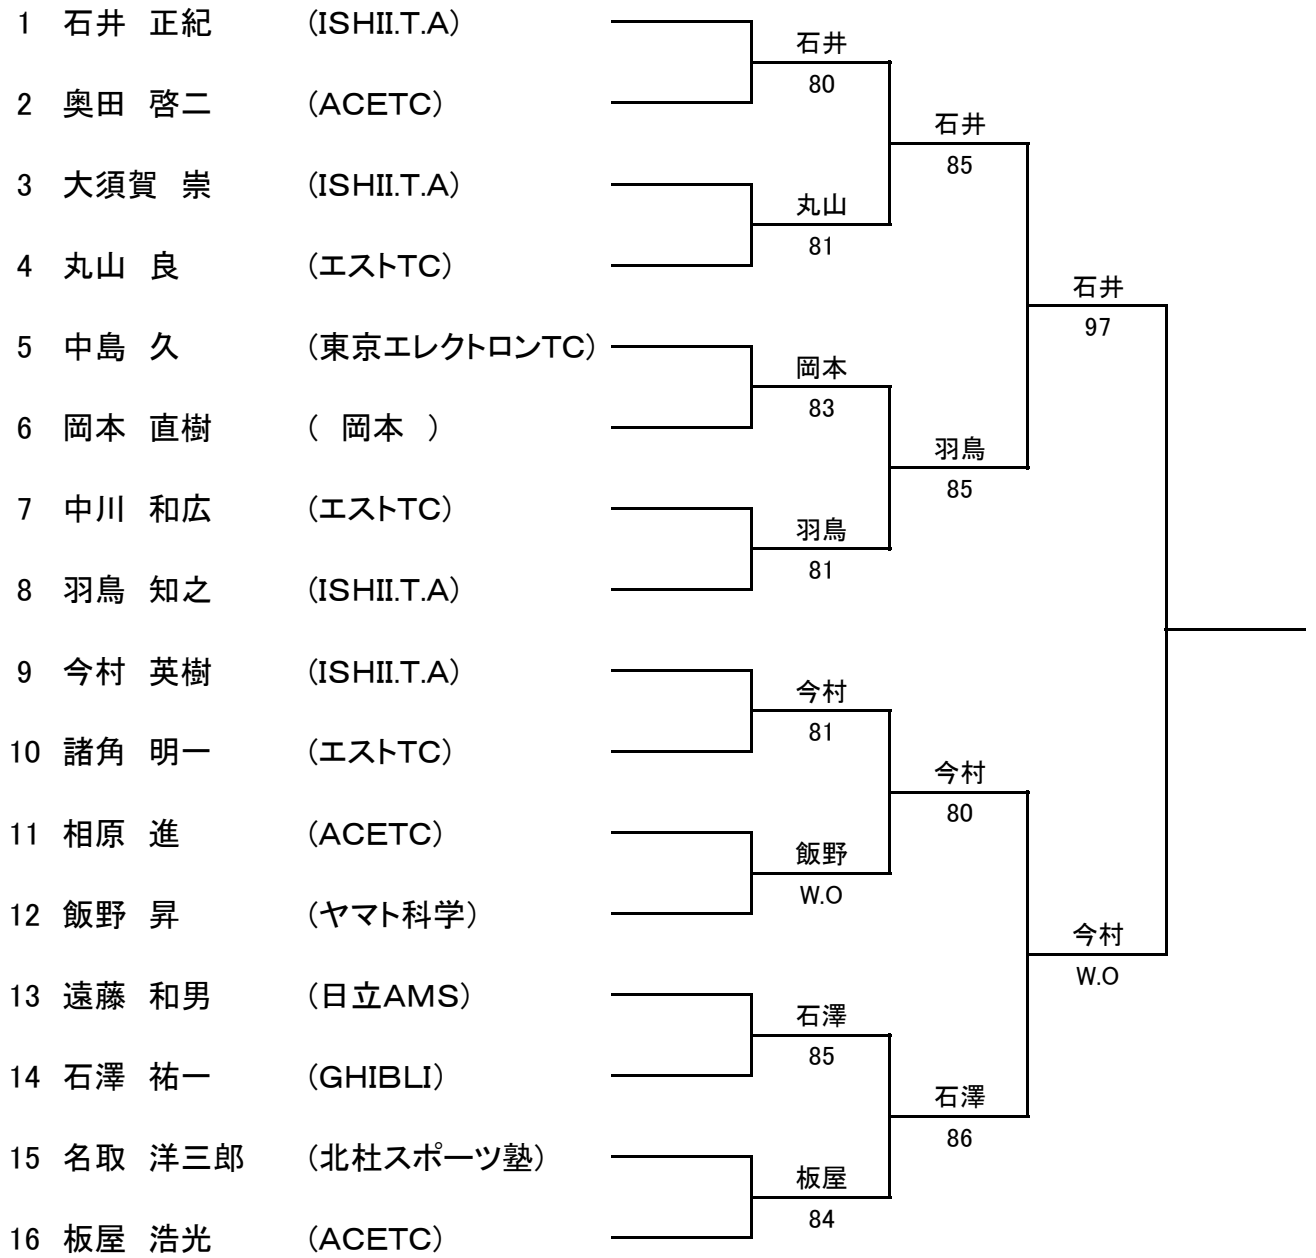 1 石井 正紀 (ISHII.T.A)
石井
80
2 奥田 啓二 (ACETC)
石井
85
3 大須賀 崇 (ISHII.T.A)
丸山
81
4 丸山 良 (エストTC)
石井
97
5 中島 久 (東京エレクトロンTC)
岡本
83
6 岡本 直樹 ( 岡本 )
羽鳥
85
7 中川 和広 (エストTC)
羽鳥
81
8 羽鳥 知之 (ISHII.T.A)
9 今村 英樹 (ISHII.T.A)
今村
81
10 諸角 明一 (エストTC)
今村
80
11 相原 進 (ACETC)
飯野
W.O
12 飯野 昇 (ヤマト科学)
今村
W.O
13 遠藤 和男 (日立AMS)
石澤
85
14 石澤 祐一 (GHIBLI)
石澤
86
15 名取 洋三郎 (北杜スポーツ塾)
板屋
84
16 板屋 浩光 (ACETC)